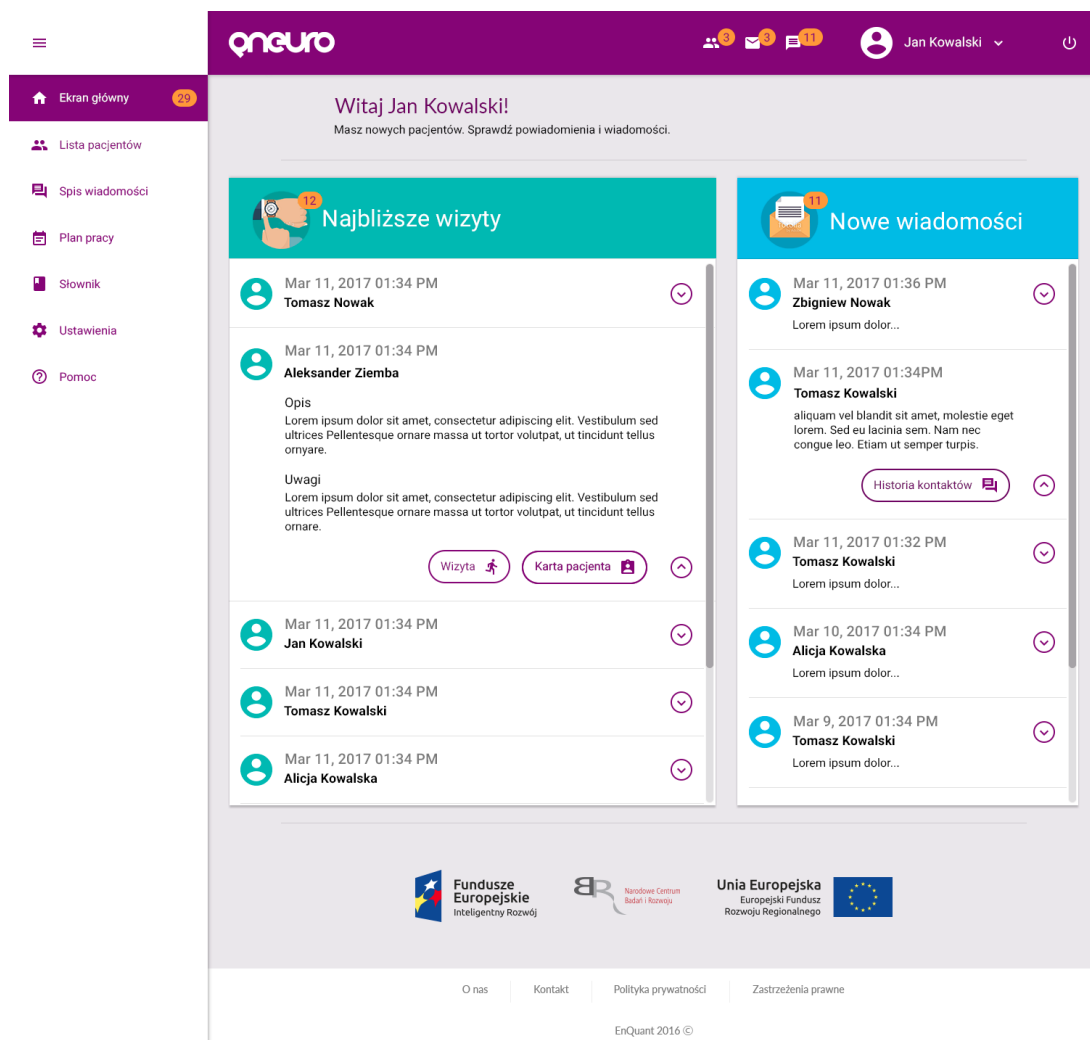 qneuro
3
3
11
Jan Kowalski
Ekran główny
29
Lista pacjentów
Spis wiadomości
Plan pracy
Słownik
Ustawienia
Pomoc
Witaj Jan Kowalski!
Masz nowych pacjentów. Sprawdź powiadomienia i wiadomości.
12
Najbliższe wizyty
Mar 11, 2017 01:34 PM
Tomasz Nowak
Mar 11, 2017 01:34 PM
Aleksander Ziemba
Opis
Lorem ipsum dolor sit amet, consectetur adipiscing elit. Vestibulum sed
ultrices Pellentesque ornare massa ut tortor volutpat, ut tincidunt tellus
ornyare.
Uwagi
Lorem ipsum dolor sit amet, consectetur adipiscing elit. Vestibulum sed
ultrices Pellentesque ornare massa ut tortor volutpat, ut tincidunt tellus
ornare.
Wizyta
Karta pacjenta
Mar 11, 2017 01:34 PM
Jan Kowalski
Mar 11, 2017 01:34 PM
Tomasz Kowalski
Mar 11, 2017 01:34 PM
Alicja Kowalska
11
Nowe wiadomości
Mar 11, 2017 01:36 PM
Zbigniew Nowak
Lorem ipsum dolor...
Mar 11, 2017 01:34PM
Tomasz Kowalski
aliquam vel blandit sit amet, molestie eget
lorem. Sed eu lacinia sem. Nam nec
congue leo. Etiam ut semper turpis.
Historia kontaktów
Mar 11, 2017 01:32 PM
Tomasz Kowalski
Lorem ipsum dolor...
Mar 10, 2017 01:34 PM
Alicja Kowalska
Lorem ipsum dolor...
Mar 9, 2017 01:34 PM
Tomasz Kowalski
Lorem ipsum dolor...
Fundusze
Europejskie
Inteligentny Rozwój
BR
Narodowe Centrum
Badań i Rozwoju
Unia Europejska
Europejski Fundusz
Rozwoju Regionalnego
O nas
Kontakt
Polityka prywatności
Zastrzeżenia prawne
EnQuant 2016 ©